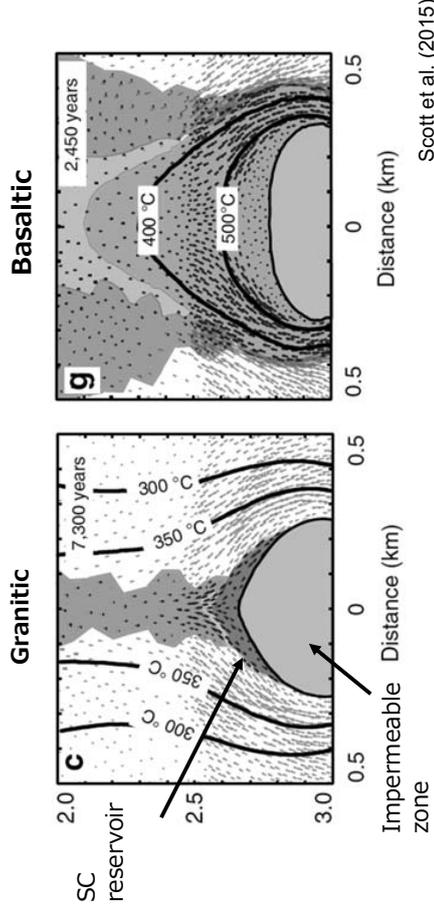 Granitic
c
7,300 years
300 °C
350 °C
350 °C
300 °C
2.0
2.5
3.0
0.5
0
0.5
Distance (km)
SC
reservoir
Impermeable
zone
Basaltic
g
2,450 years
400 °C
500°C
0.5
0
0.5
Distance (km)
Scott et al. (2015)